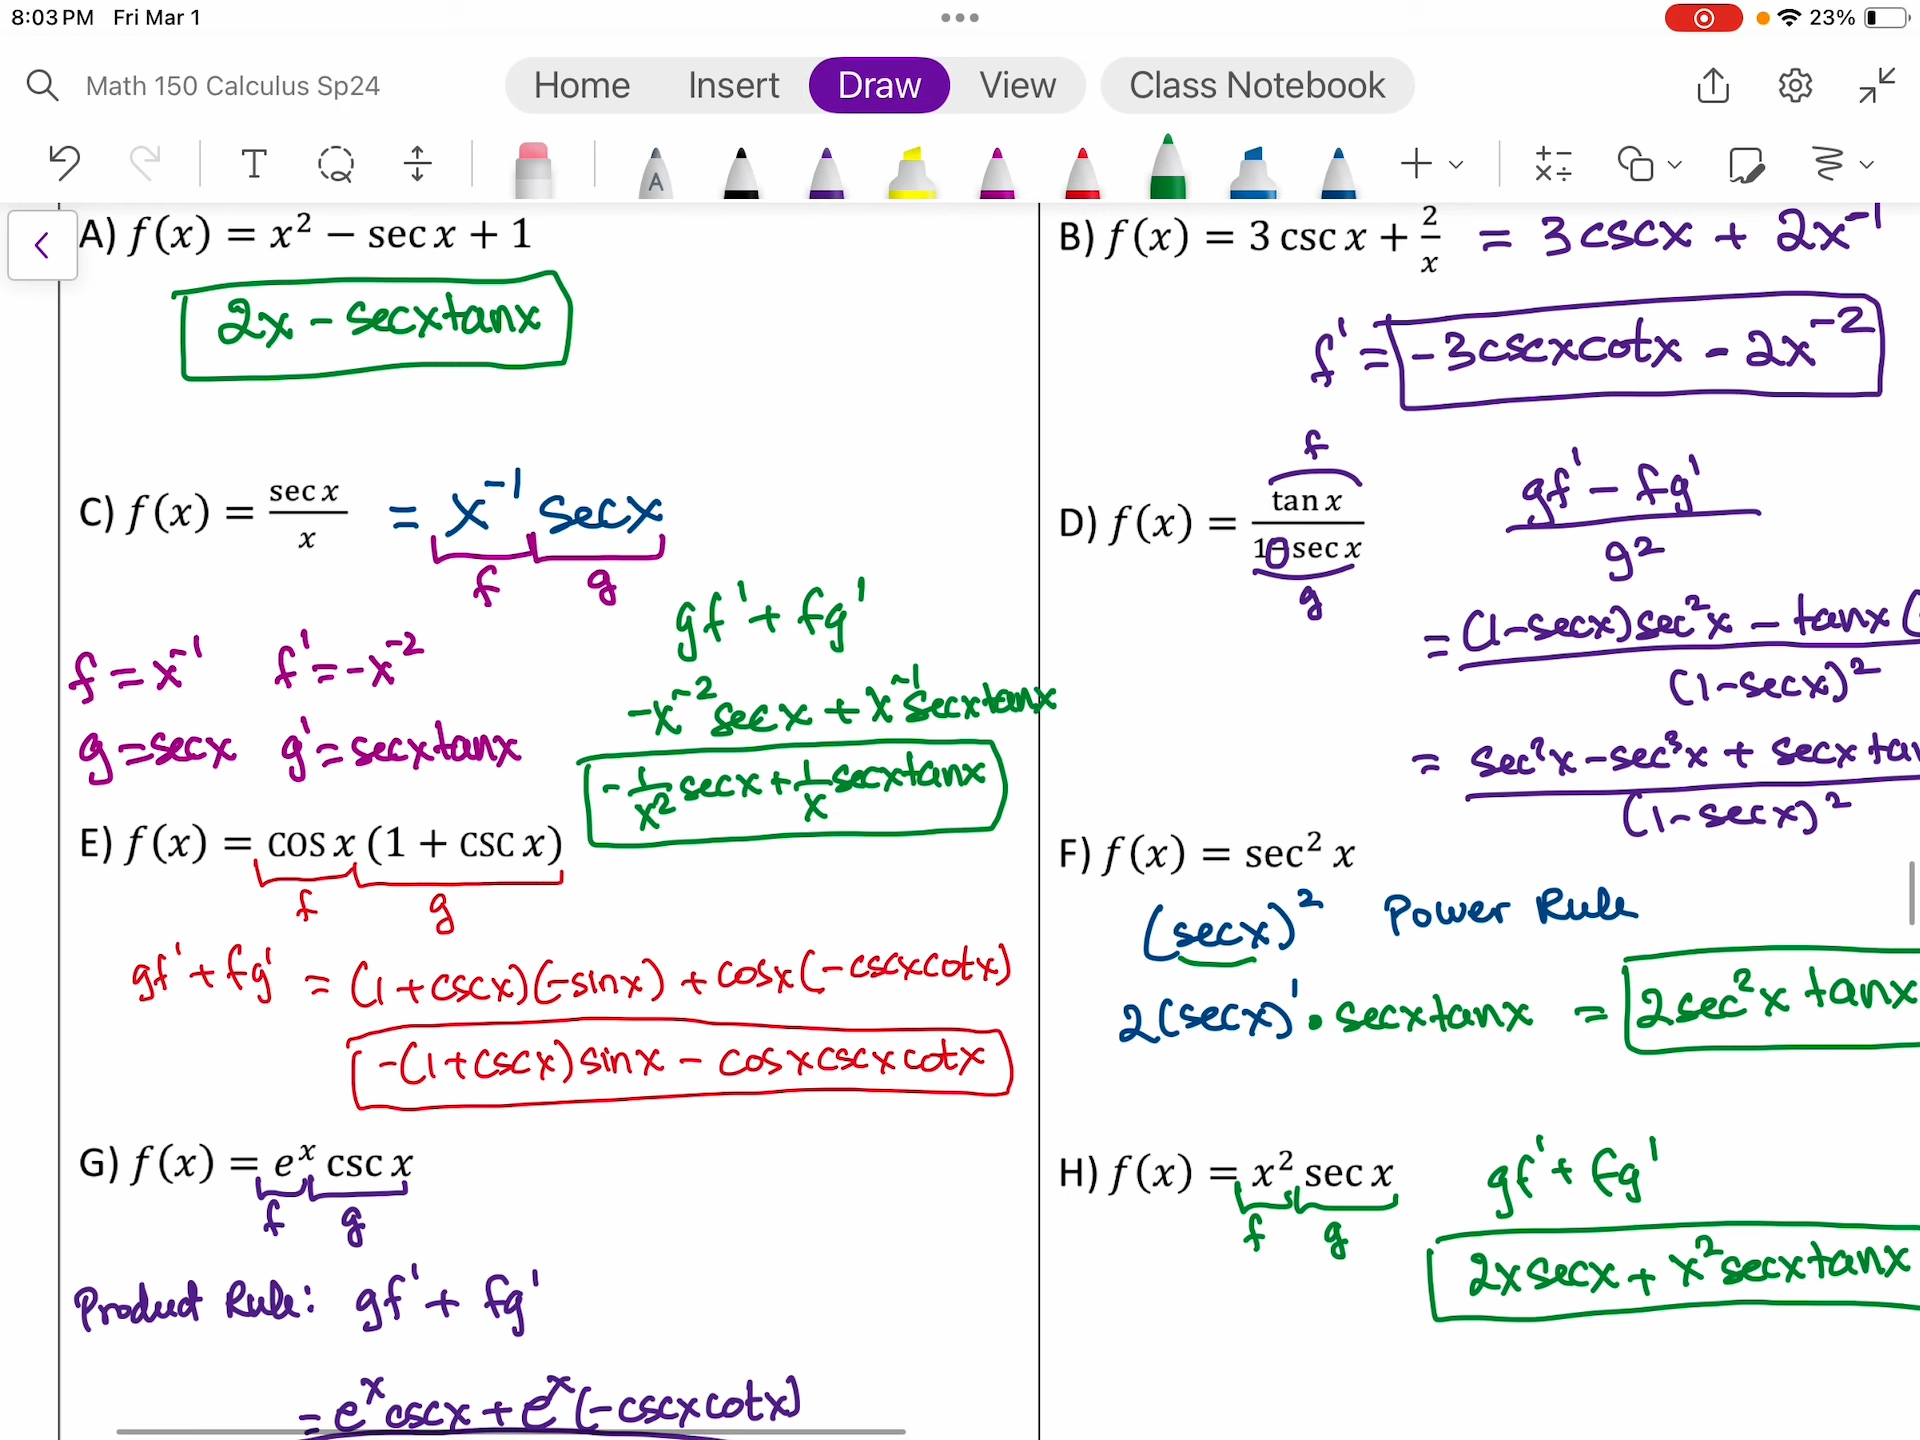 8:03 PM Fri Mar 1 23%
Math 150 Calculus Sp24 Home Insert Draw View Class Notebook
A) f(x) = x² − sec x + 1
2x - secxtanx
B) f(x) = 3 csc x + 2/x = 3cscx + 2x⁻¹
f' = -3cscxcotx - 2x⁻²
C) f(x) = sec x / x = x⁻¹ secx
f g
gf' + fg'
f = x⁻¹ f' = -x⁻²
-x⁻² secx + x⁻¹ secxtanx
g = secx g' = secxtanx
- 1/x² secx + 1/x secxtanx
D) f(x) = tan x / 1 − sec x
f
g
gf' - fg' / g²
= (1-secx)sec²x - tanx ( / (1-secx)²
= sec²x - sec³x + secx tan / (1-secx)²
E) f(x) = cos x (1 + csc x)
f g
gf' + fg' = (1+cscx)(-sinx) + cosx(-cscxcotx)
-(1+cscx)sinx - cosxcscxcotx
F) f(x) = sec² x
(secx)² Power Rule
2(secx)¹ • secxtanx = 2sec²x tanx
G) f(x) = eˣ csc x
f g
Product Rule: gf' + fg'
= eˣcscx + eˣ(-cscxcotx)
H) f(x) = x² sec x
f g
gf' + fg'
2xsecx + x²secxtanx